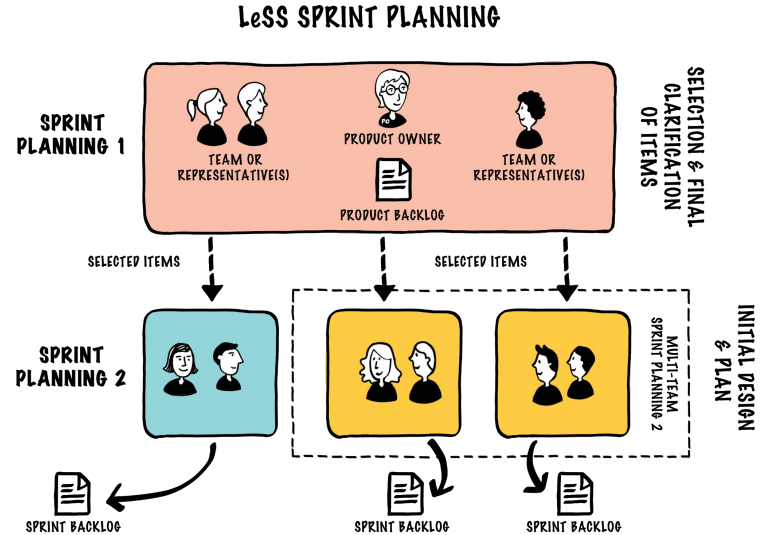 LeSS SPRINT PLANNING
SPRINT
PLANNING 1
PO
PRODUCT OWNER
TEAM OR
REPRESENTATIVE(S)
TEAM OR
REPRESENTATIVE(S)
PRODUCT BACKLOG
SELECTION & FINAL
CLARIFICATION
OF ITEMS
SELECTED ITEMS
SELECTED ITEMS
SPRINT
PLANNING 2
MULTI-TEAM
SPRINT PLANNING 2
INITIAL DESIGN
& PLAN
SPRINT BACKLOG
SPRINT BACKLOG
SPRINT BACKLOG